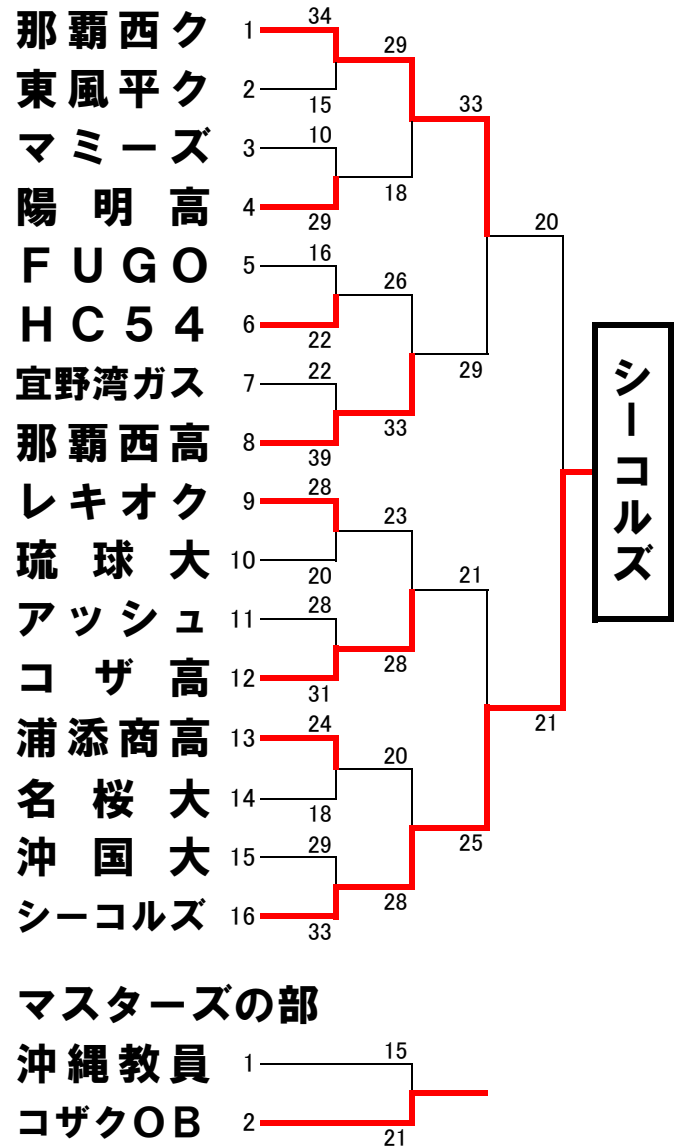 那覇西ク 1 34
29
東風平ク 2 15
33
マミーズ 3 10
18
陽明高 4 29
20
FUGO 5 16
26
HC54 6 22
29
宜野湾ガス 7 22
33
那覇西高 8 39
シーコルズ
レキオク 9 28
23
琉球大 10 20
21
アッシュ 11 28
28
コザ高 12 31
21
浦添商高 13 24
20
名桜大 14 18
25
沖国大 15 29
28
シーコルズ 16 33
マスターズの部
沖縄教員 1 15
コザクOB 2 21